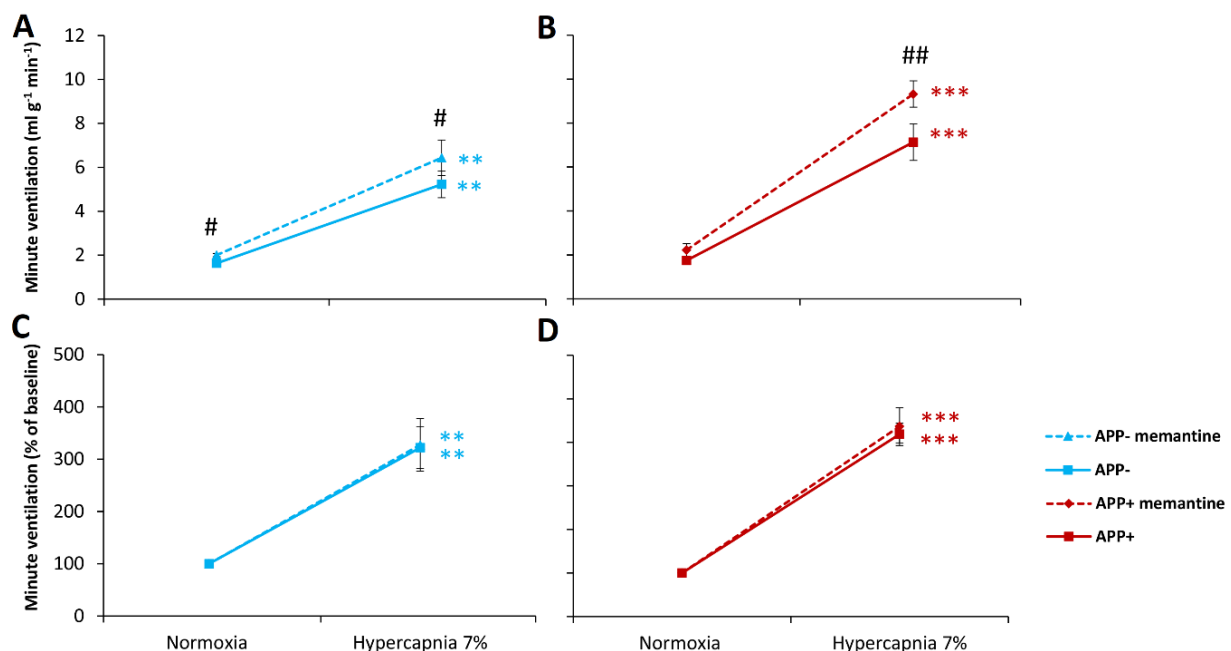 A
B
Minute ventilation (ml g⁻¹ min⁻¹)
12
10
8
6
4
2
0
#
#
**
**
##
***
***
C
D
Minute ventilation (% of baseline)
500
400
300
200
100
0
**
**
***
***
Normoxia
Hypercapnia 7%
Normoxia
Hypercapnia 7%
APP- memantine
APP-
APP+ memantine
APP+